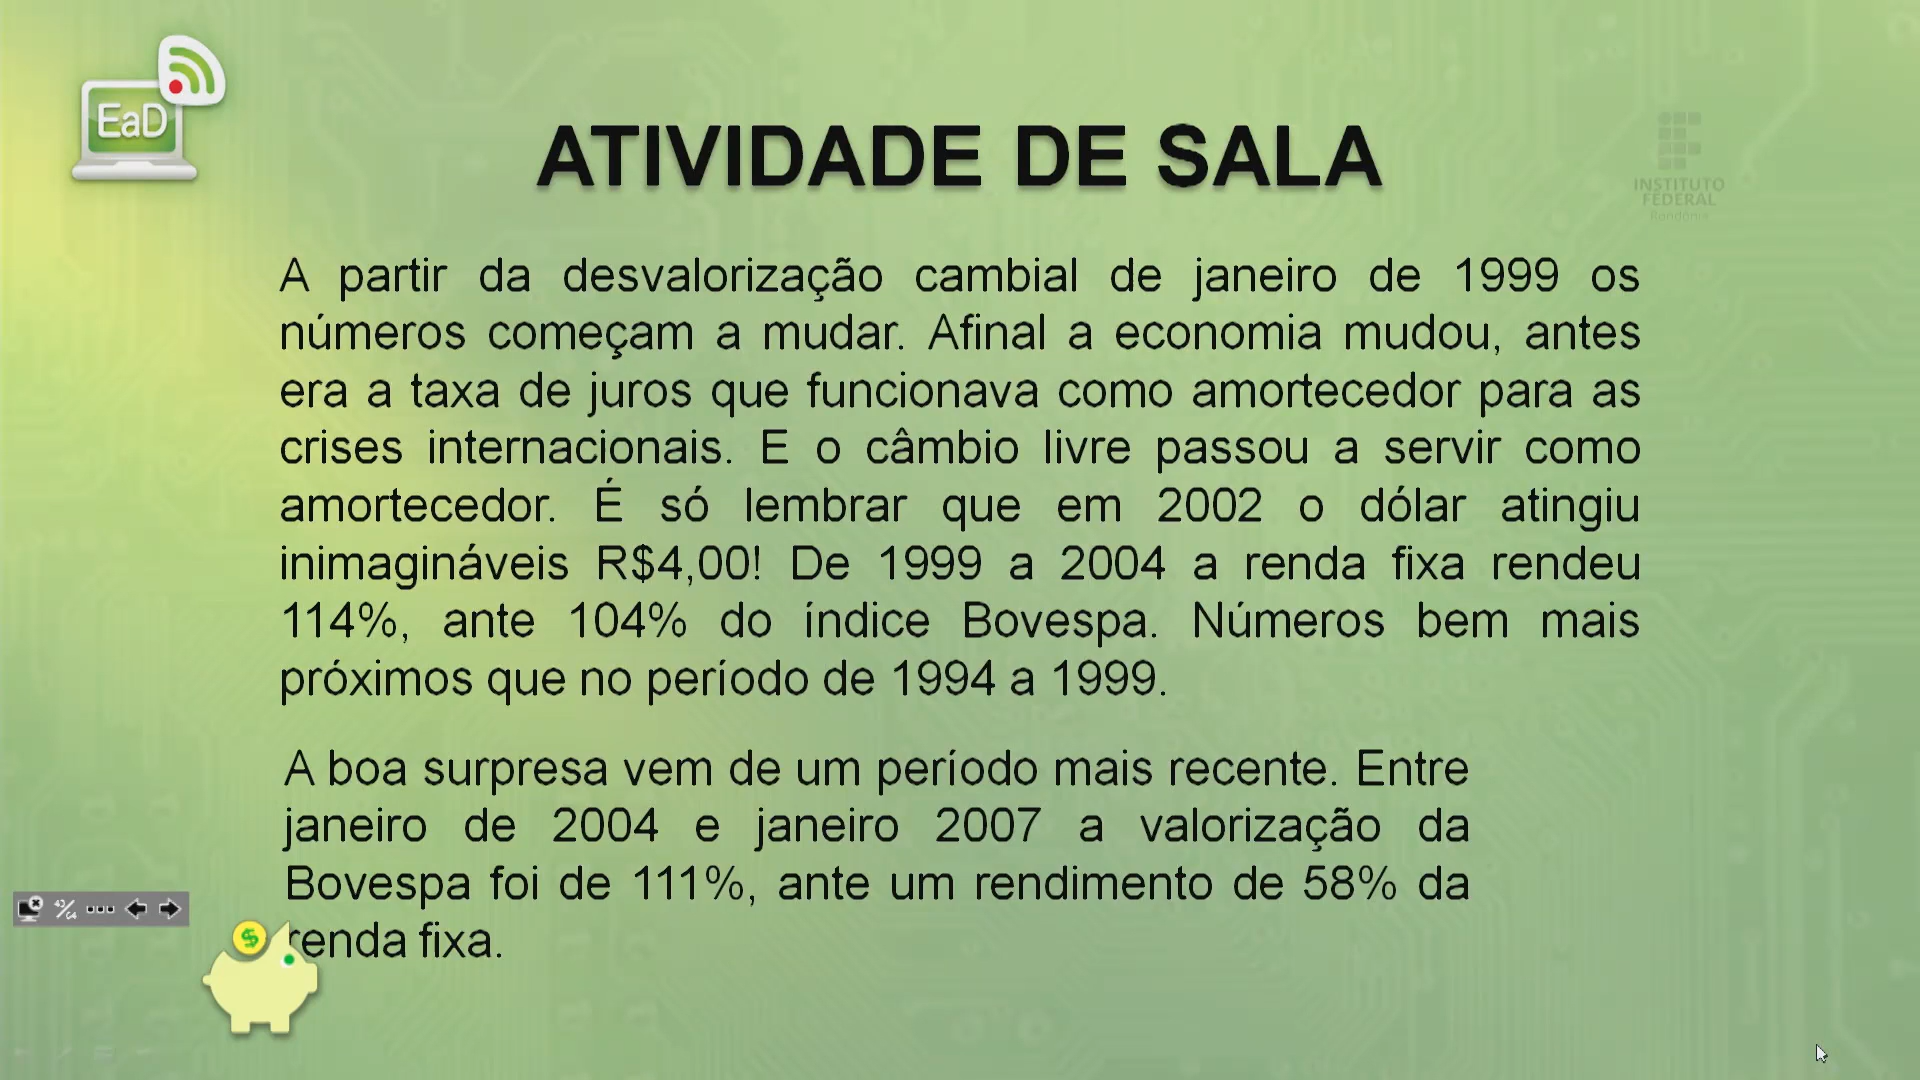 EaD
ATIVIDADE DE SALA
INSTITUTO
FEDERAL
Rondônia
A partir da desvalorização cambial de janeiro de 1999 os
números começam a mudar. Afinal a economia mudou, antes
era a taxa de juros que funcionava como amortecedor para as
crises internacionais. E o câmbio livre passou a servir como
amortecedor. É só lembrar que em 2002 o dólar atingiu
inimagináveis R$4,00! De 1999 a 2004 a renda fixa rendeu
114%, ante 104% do índice Bovespa. Números bem mais
próximos que no período de 1994 a 1999.
A boa surpresa vem de um período mais recente. Entre
janeiro de 2004 e janeiro 2007 a valorização da
Bovespa foi de 111%, ante um rendimento de 58% da
renda fixa.
$